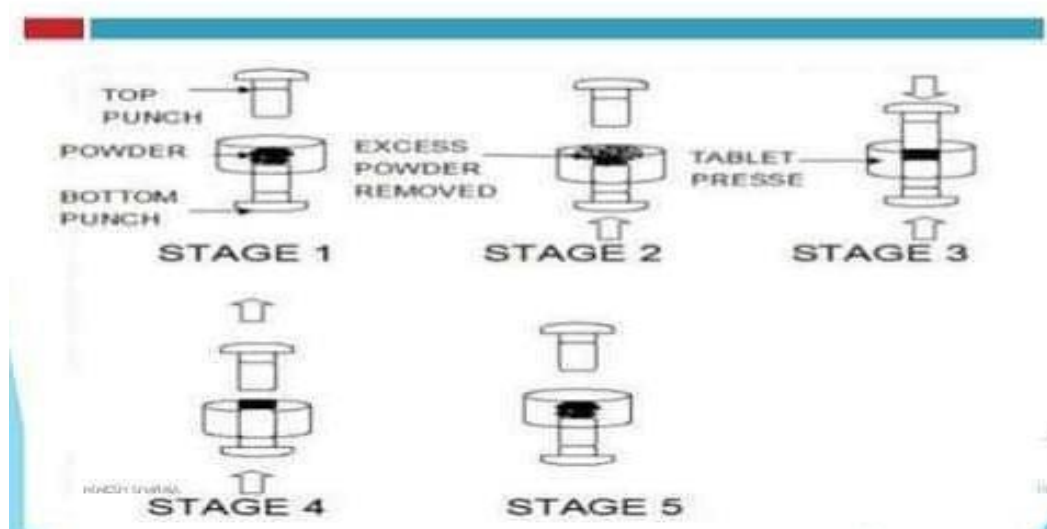 TOP
PUNCH
POWDER
BOTTOM
PUNCH
STAGE 1
EXCESS
POWDER
REMOVED
STAGE 2
TABLET
PRESSE
STAGE 3
STAGE 4
STAGE 5